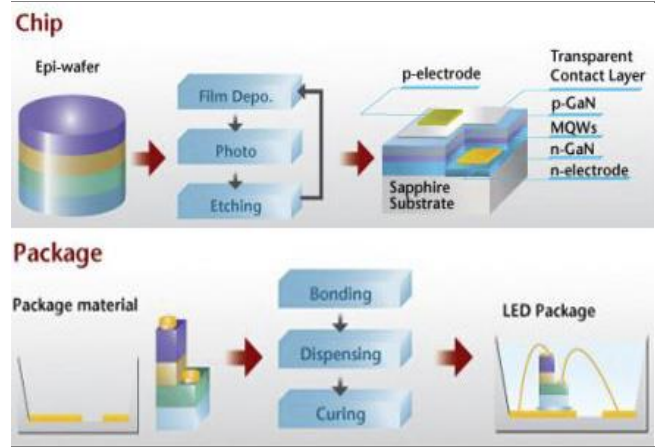 Chip
Epi-wafer
Film Depo.
Photo
Etching
p-electrode
Transparent
Contact Layer
p-GaN
MQWs
n-GaN
n-electrode
Sapphire
Substrate
Package
Package material
Bonding
Dispensing
Curing
LED Package